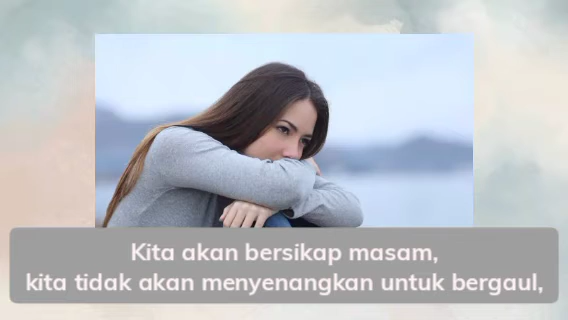 Kita akan bersikap masam,
kita tidak akan menyenangkan untuk bergaul,